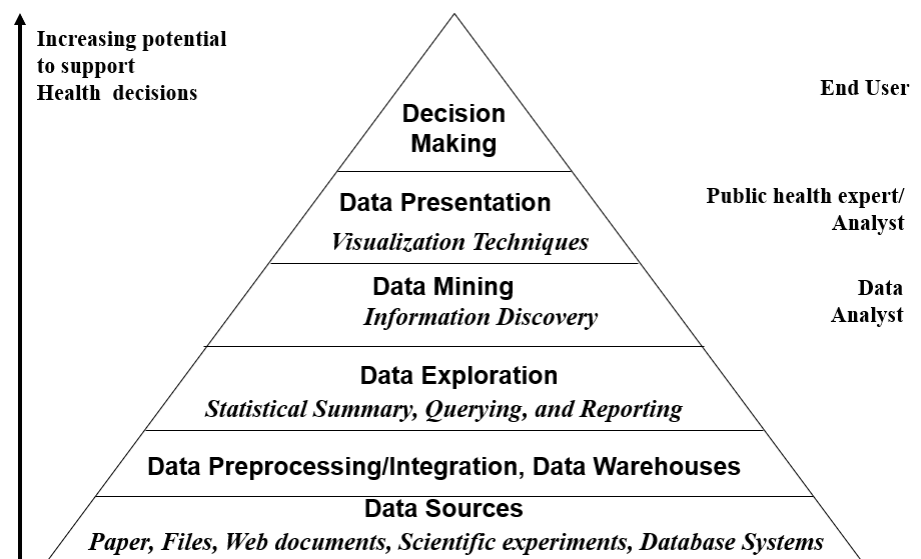 Increasing potential
to support
Health decisions
End User
Decision
Making
Public health expert/
Analyst
Data Presentation
Visualization Techniques
Data
Analyst
Data Mining
Information Discovery
Data Exploration
Statistical Summary, Querying, and Reporting
Data Preprocessing/Integration, Data Warehouses
Data Sources
Paper, Files, Web documents, Scientific experiments, Database Systems